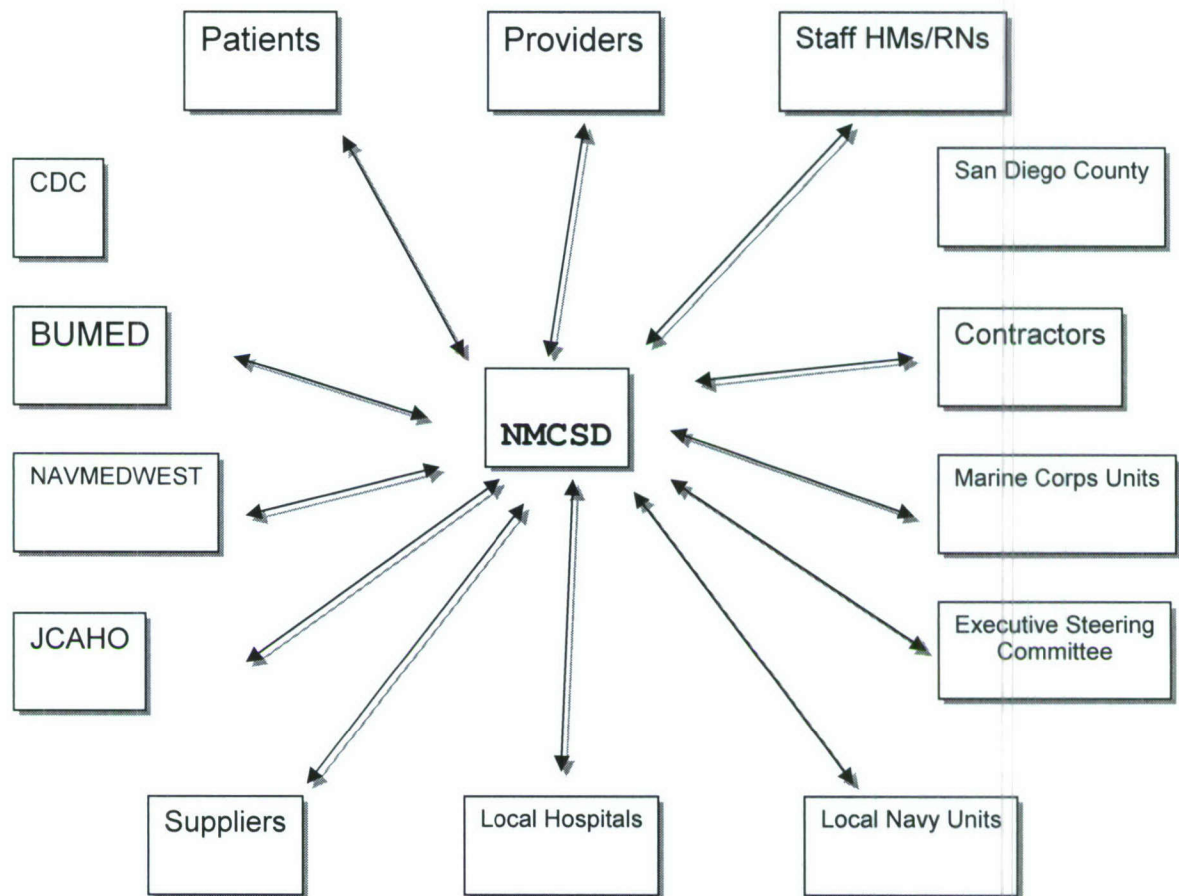 Patients
Providers
Staff HMs/RNs
CDC
San Diego County
BUMED
Contractors
NMCSD
NAVMEDWEST
Marine Corps Units
JCAHO
Executive Steering
Committee
Suppliers
Local Hospitals
Local Navy Units